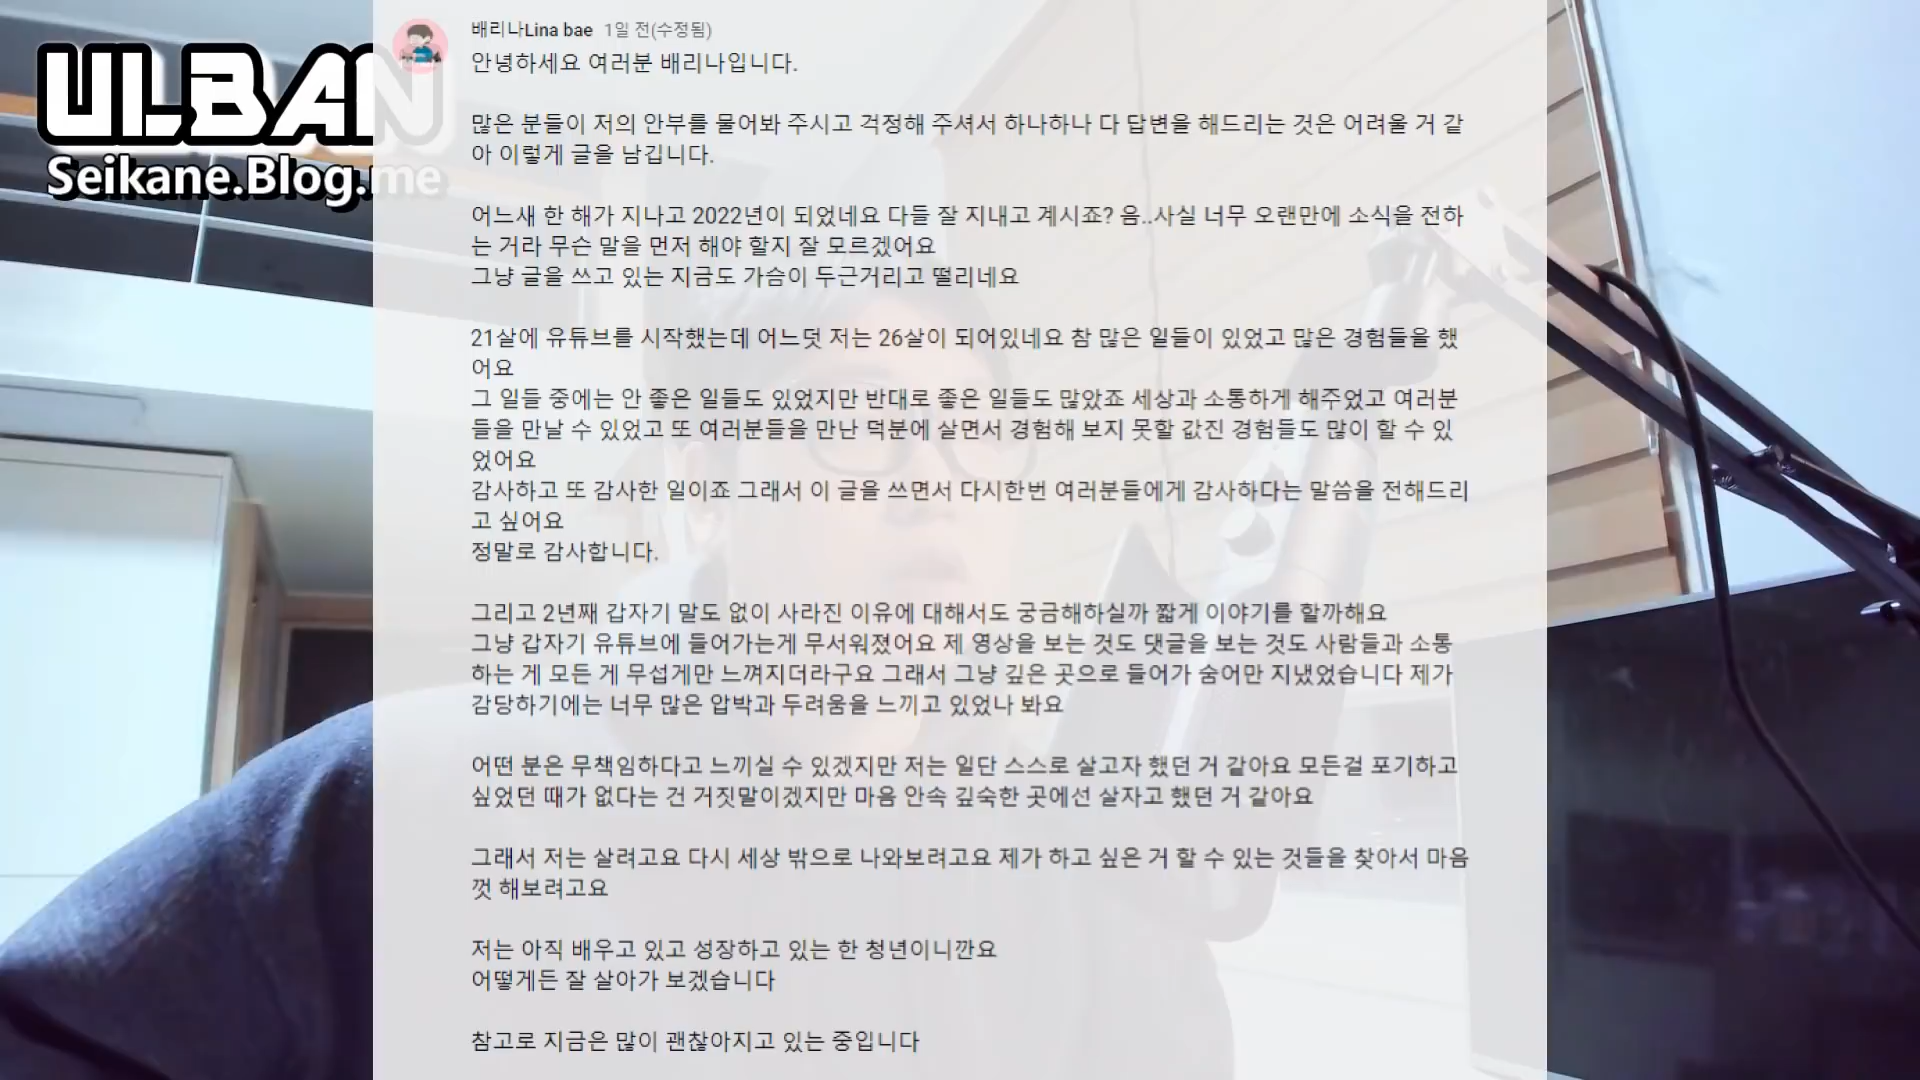 ULBAN
Seikane.Blog.me
배리나Lina bae 1일 전(수정됨)
안녕하세요 여러분 배리나입니다.
많은 분들이 저의 안부를 물어봐 주시고 걱정해 주셔서 하나하나 다 답변을 해드리는 것은 어려울 거 같
아 이렇게 글을 남깁니다.
어느새 한 해가 지나고 2022년이 되었네요 다들 잘 지내고 계시죠? 음..사실 너무 오랜만에 소식을 전하
는 거라 무슨 말을 먼저 해야 할지 잘 모르겠어요
그냥 글을 쓰고 있는 지금도 가슴이 두근거리고 떨리네요
21살에 유튜브를 시작했는데 어느덧 저는 26살이 되어있네요 참 많은 일들이 있었고 많은 경험들을 했
어요
그 일들 중에는 안 좋은 일들도 있었지만 반대로 좋은 일들도 많았죠 세상과 소통하게 해주었고 여러분
들을 만날 수 있었고 또 여러분들을 만난 덕분에 살면서 경험해 보지 못할 값진 경험들도 많이 할 수 있
었어요
감사하고 또 감사한 일이죠 그래서 이 글을 쓰면서 다시한번 여러분들에게 감사하다는 말씀을 전해드리
고 싶어요
정말로 감사합니다.
그리고 2년째 갑자기 말도 없이 사라진 이유에 대해서도 궁금해하실까 짧게 이야기를 할까해요
그냥 갑자기 유튜브에 들어가는게 무서워졌어요 제 영상을 보는 것도 댓글을 보는 것도 사람들과 소통
하는 게 모든 게 무섭게만 느껴지더라구요 그래서 그냥 깊은 곳으로 들어가 숨어만 지냈었습니다 제가
감당하기에는 너무 많은 압박과 두려움을 느끼고 있었나 봐요
어떤 분은 무책임하다고 느끼실 수 있겠지만 저는 일단 스스로 살고자 했던 거 같아요 모든걸 포기하고
싶었던 때가 없다는 건 거짓말이겠지만 마음 안속 깊숙한 곳에선 살자고 했던 거 같아요
그래서 저는 살려고요 다시 세상 밖으로 나와보려고요 제가 하고 싶은 거 할 수 있는 것들을 찾아서 마음
껏 해보려고요
저는 아직 배우고 있고 성장하고 있는 한 청년이니깐요
어떻게든 잘 살아가 보겠습니다
참고로 지금은 많이 괜찮아지고 있는 중입니다